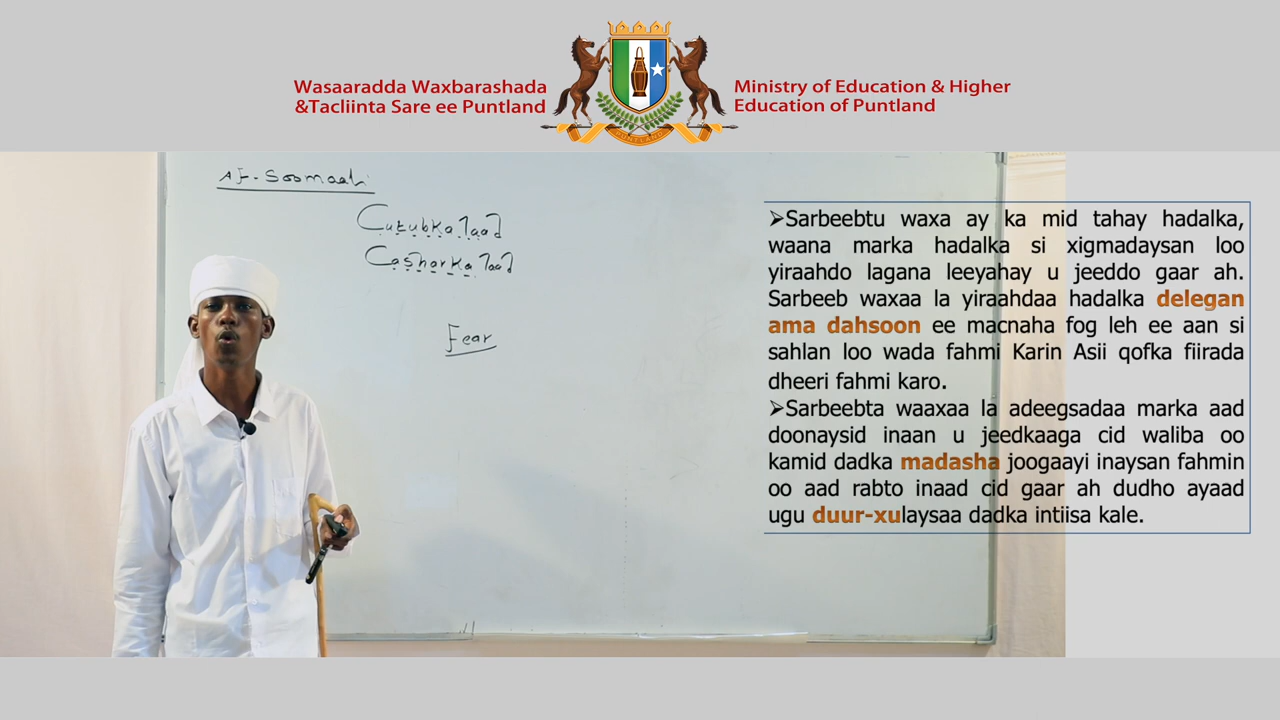 Wasaaradda Waxbarashada
&Tacliinta Sare ee Puntland
PUNTLAND
Ministry of Education & Higher
Education of Puntland
AF-Soomaali
Cutubka 1aad
Casharka 1aad
Fear
➢Sarbeebtu waxa ay ka mid tahay hadalka,
waana marka hadalka si xigmadaysan loo
yiraahdo lagana leeyahay u jeeddo gaar ah.
Sarbeeb waxaa la yiraahdaa hadalka delegan
ama dahsoon ee macnaha fog leh ee aan si
sahlan loo wada fahmi Karin Asii qofka fiirada
dheeri fahmi karo.
➢Sarbeebta waaxaa la adeegsadaa marka aad
doonaysid inaan u jeedkaaga cid waliba oo
kamid dadka madasha joogaayi inaysan fahmin
oo aad rabto inaad cid gaar ah dudho ayaad
ugu duur-xulaysaa dadka intiisa kale.